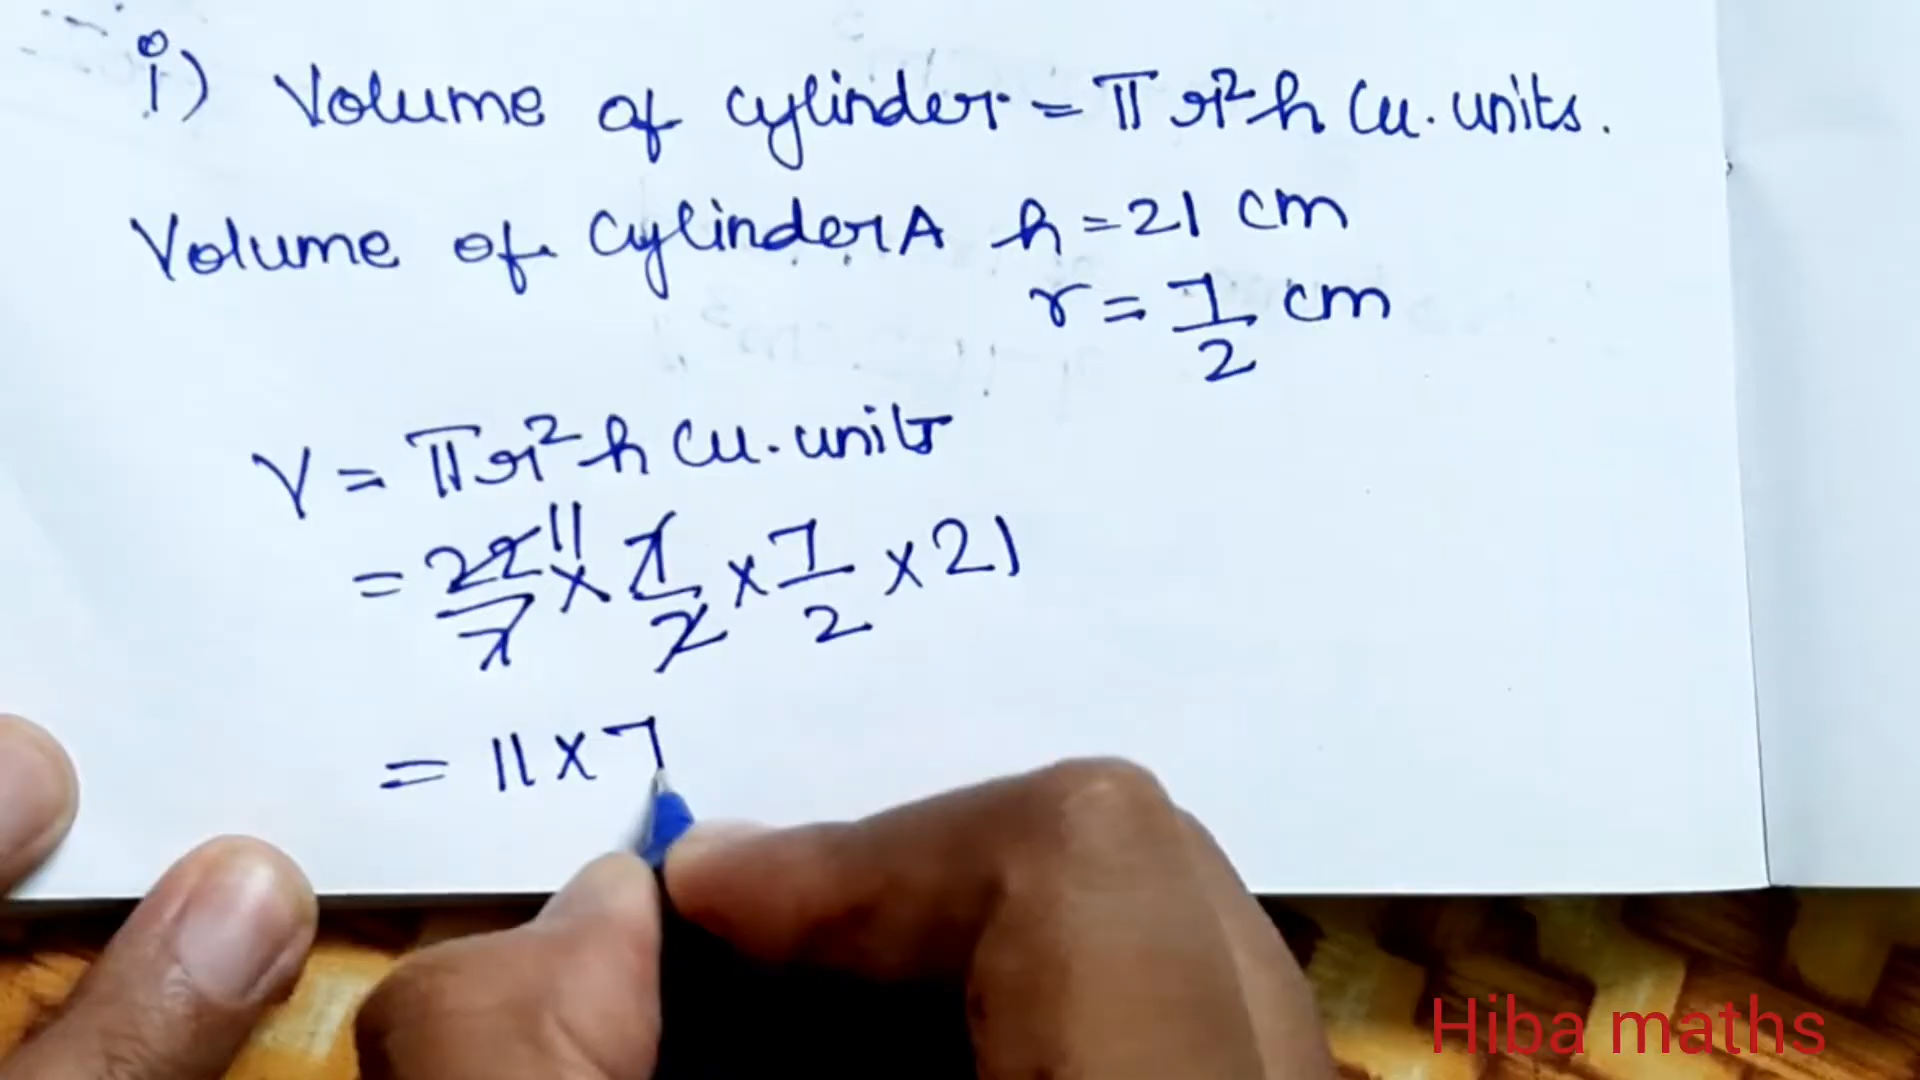 i) Volume of cylinder = πr²h cu. units.
Volume of cylinder A h = 21 cm
r = 7/2 cm
V = πr²h cu. units
= 22/7 11 × 7/2 × 7/2 × 21
= 11 × 7
Hiba maths